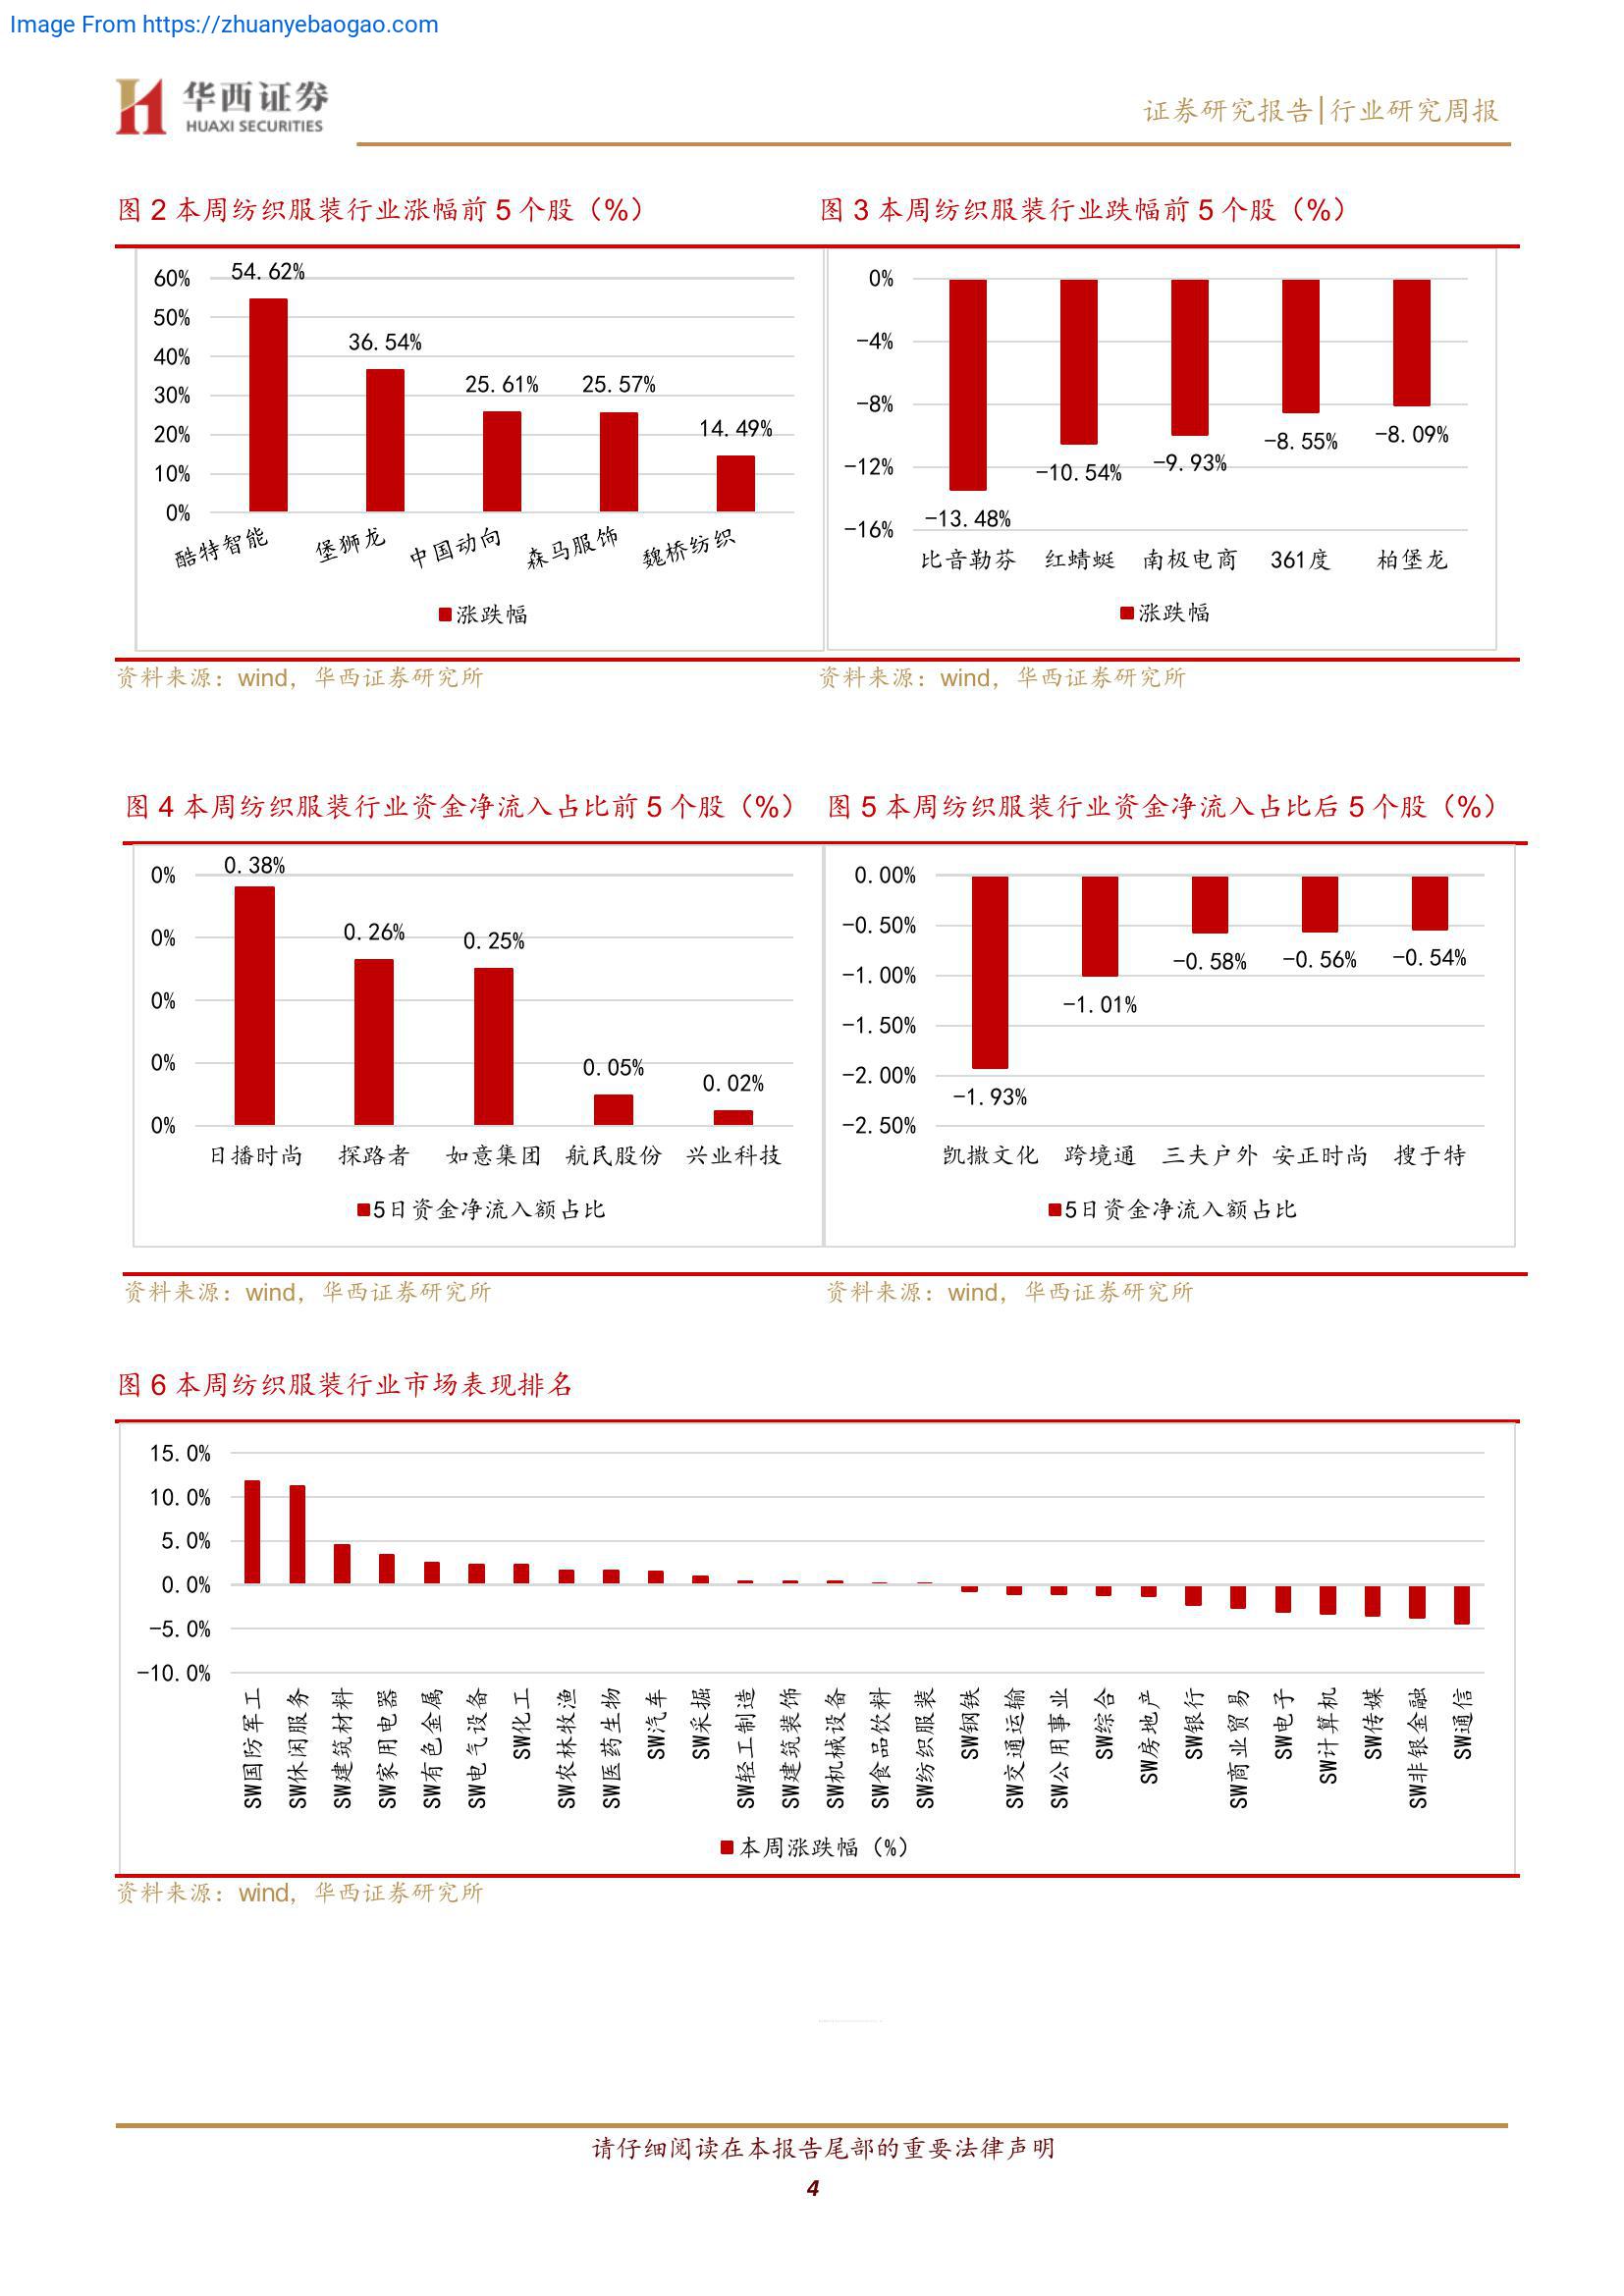 Image From https://zhuanyebaogao.com
华西证券
HUAXI SECURITIES
证券研究报告|行业研究周报
图 2 本周纺织服装行业涨幅前 5 个股（%）
图 3 本周纺织服装行业跌幅前 5 个股（%）
60%
50%
40%
30%
20%
10%
0%
54.62%
36.54%
25.61%
25.57%
14.49%
酷特智能
堡狮龙
中国动向
森马服饰
魏桥纺织
涨跌幅
0%
-4%
-8%
-12%
-16%
-13.48%
-10.54%
-9.93%
-8.55%
-8.09%
比音勒芬
红蜻蜓
南极电商
361度
柏堡龙
涨跌幅
资料来源：wind，华西证券研究所
资料来源：wind，华西证券研究所
图 4 本周纺织服装行业资金净流入占比前 5 个股（%）
图 5 本周纺织服装行业资金净流入占比后 5 个股（%）
0%
0%
0%
0%
0%
0.38%
0.26%
0.25%
0.05%
0.02%
日播时尚
探路者
如意集团
航民股份
兴业科技
5日资金净流入额占比
0.00%
-0.50%
-1.00%
-1.50%
-2.00%
-2.50%
-1.93%
-1.01%
-0.58%
-0.56%
-0.54%
凯撒文化
跨境通
三夫户外
安正时尚
搜于特
5日资金净流入额占比
资料来源：wind，华西证券研究所
资料来源：wind，华西证券研究所
图 6 本周纺织服装行业市场表现排名
15.0%
10.0%
5.0%
0.0%
-5.0%
-10.0%
SW国防军工
SW休闲服务
SW建筑材料
SW家用电器
SW有色金属
SW电气设备
SW化工
SW农林牧渔
SW医药生物
SW汽车
SW采掘
SW轻工制造
SW建筑装饰
SW机械设备
SW食品饮料
SW纺织服装
SW钢铁
SW交通运输
SW公用事业
SW综合
SW房地产
SW银行
SW商业贸易
SW电子
SW计算机
SW传媒
SW非银金融
SW通信
本周涨跌幅（%）
资料来源：wind，华西证券研究所
请仔细阅读在本报告尾部的重要法律声明
4